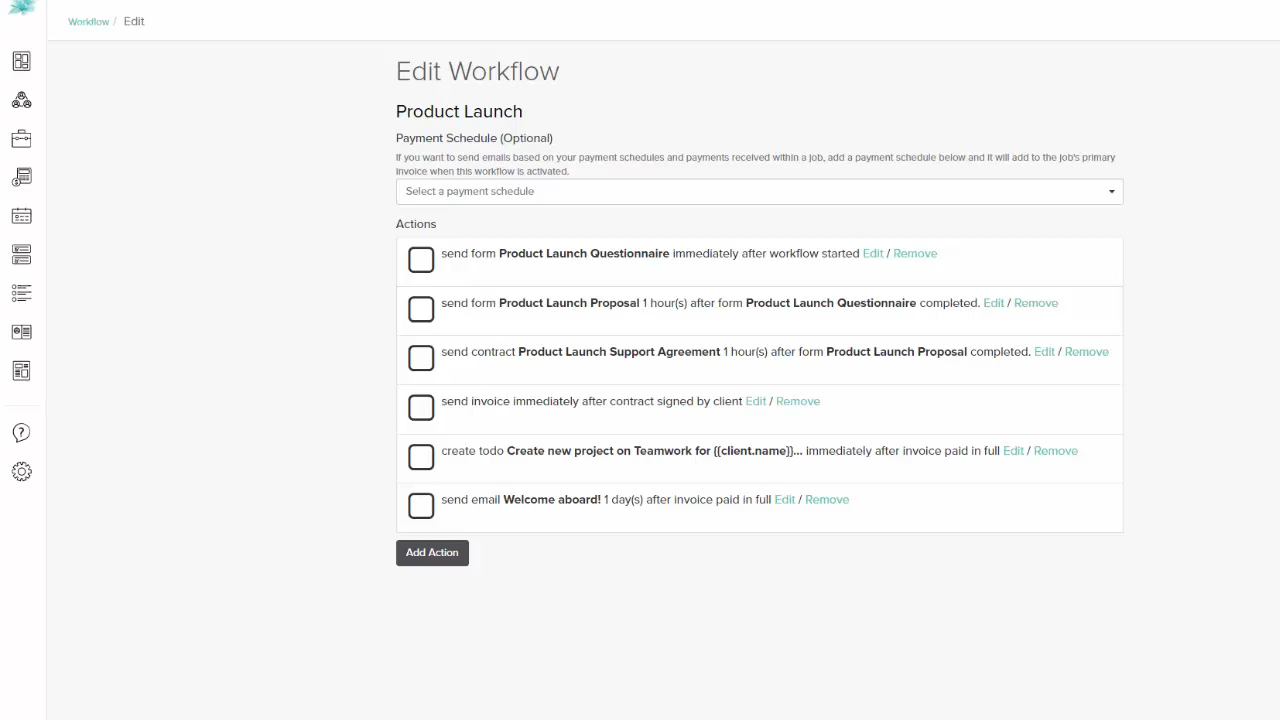 Workflow / Edit
Edit Workflow
Product Launch
Payment Schedule (Optional)
If you want to send emails based on your payment schedules and payments received within a job, add a payment schedule below and it will add to the job's primary
invoice when this workflow is activated.
Select a payment schedule
Actions
send form Product Launch Questionnaire immediately after workflow started Edit / Remove
send form Product Launch Proposal 1 hour(s) after form Product Launch Questionnaire completed. Edit / Remove
send contract Product Launch Support Agreement 1 hour(s) after form Product Launch Proposal completed. Edit / Remove
send invoice immediately after contract signed by client Edit / Remove
create todo Create new project on Teamwork for {{client.name}}... immediately after invoice paid in full Edit / Remove
send email Welcome aboard! 1 day(s) after invoice paid in full Edit / Remove
Add Action